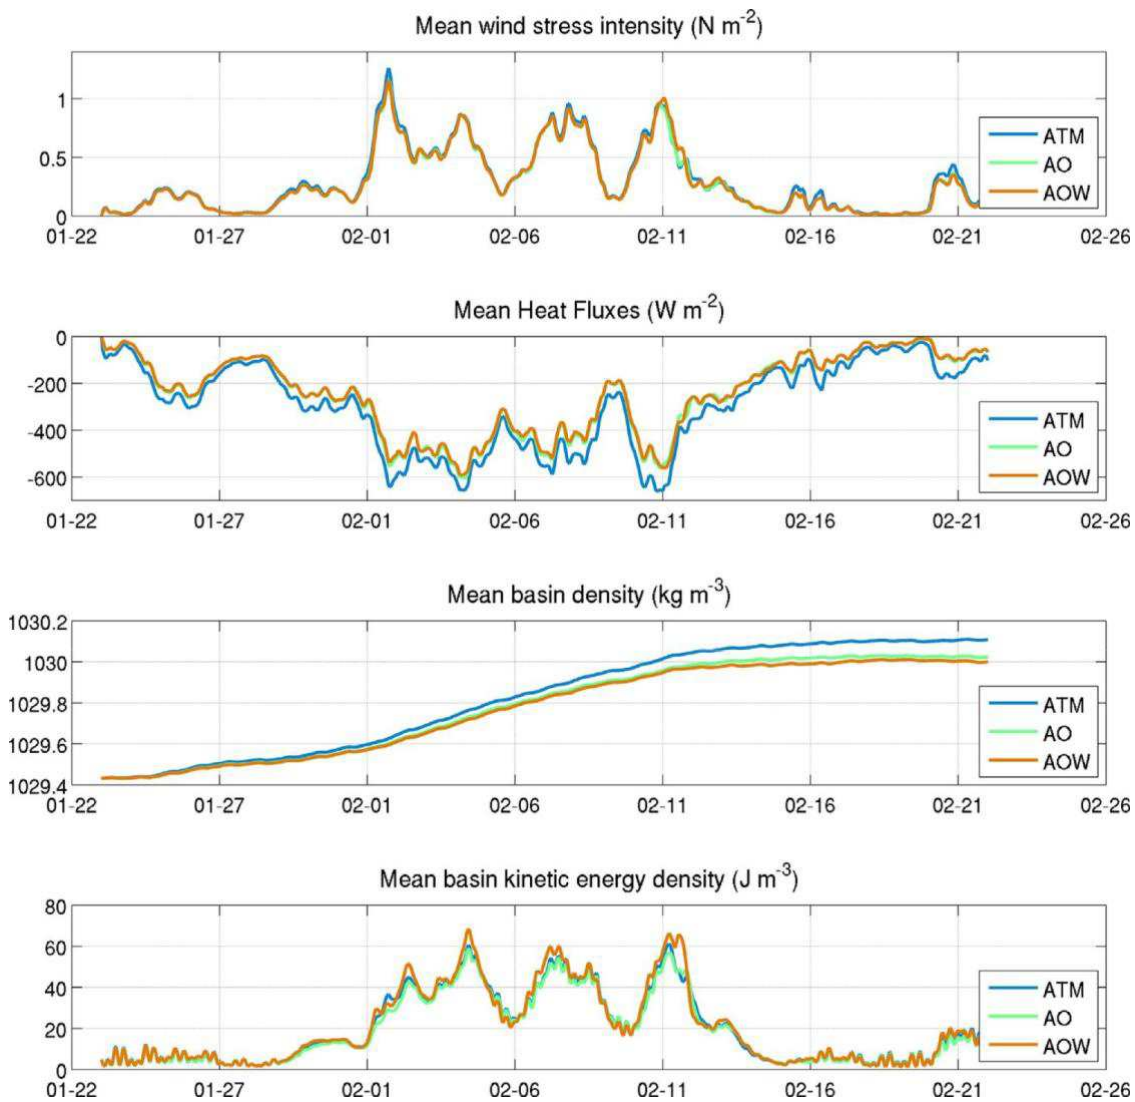 Mean wind stress intensity (N m-2)
1
0.5
0
ATM
AO
AOW
01-22 01-27 02-01 02-06 02-11 02-16 02-21 02-26
Mean Heat Fluxes (W m-2)
0
-200
-400
-600
ATM
AO
AOW
01-22 01-27 02-01 02-06 02-11 02-16 02-21 02-26
Mean basin density (kg m-3)
1030.2
1030
1029.8
1029.6
1029.4
ATM
AO
AOW
01-22 01-27 02-01 02-06 02-11 02-16 02-21 02-26
Mean basin kinetic energy density (J m-3)
80
60
40
20
0
ATM
AO
AOW
01-22 01-27 02-01 02-06 02-11 02-16 02-21 02-26